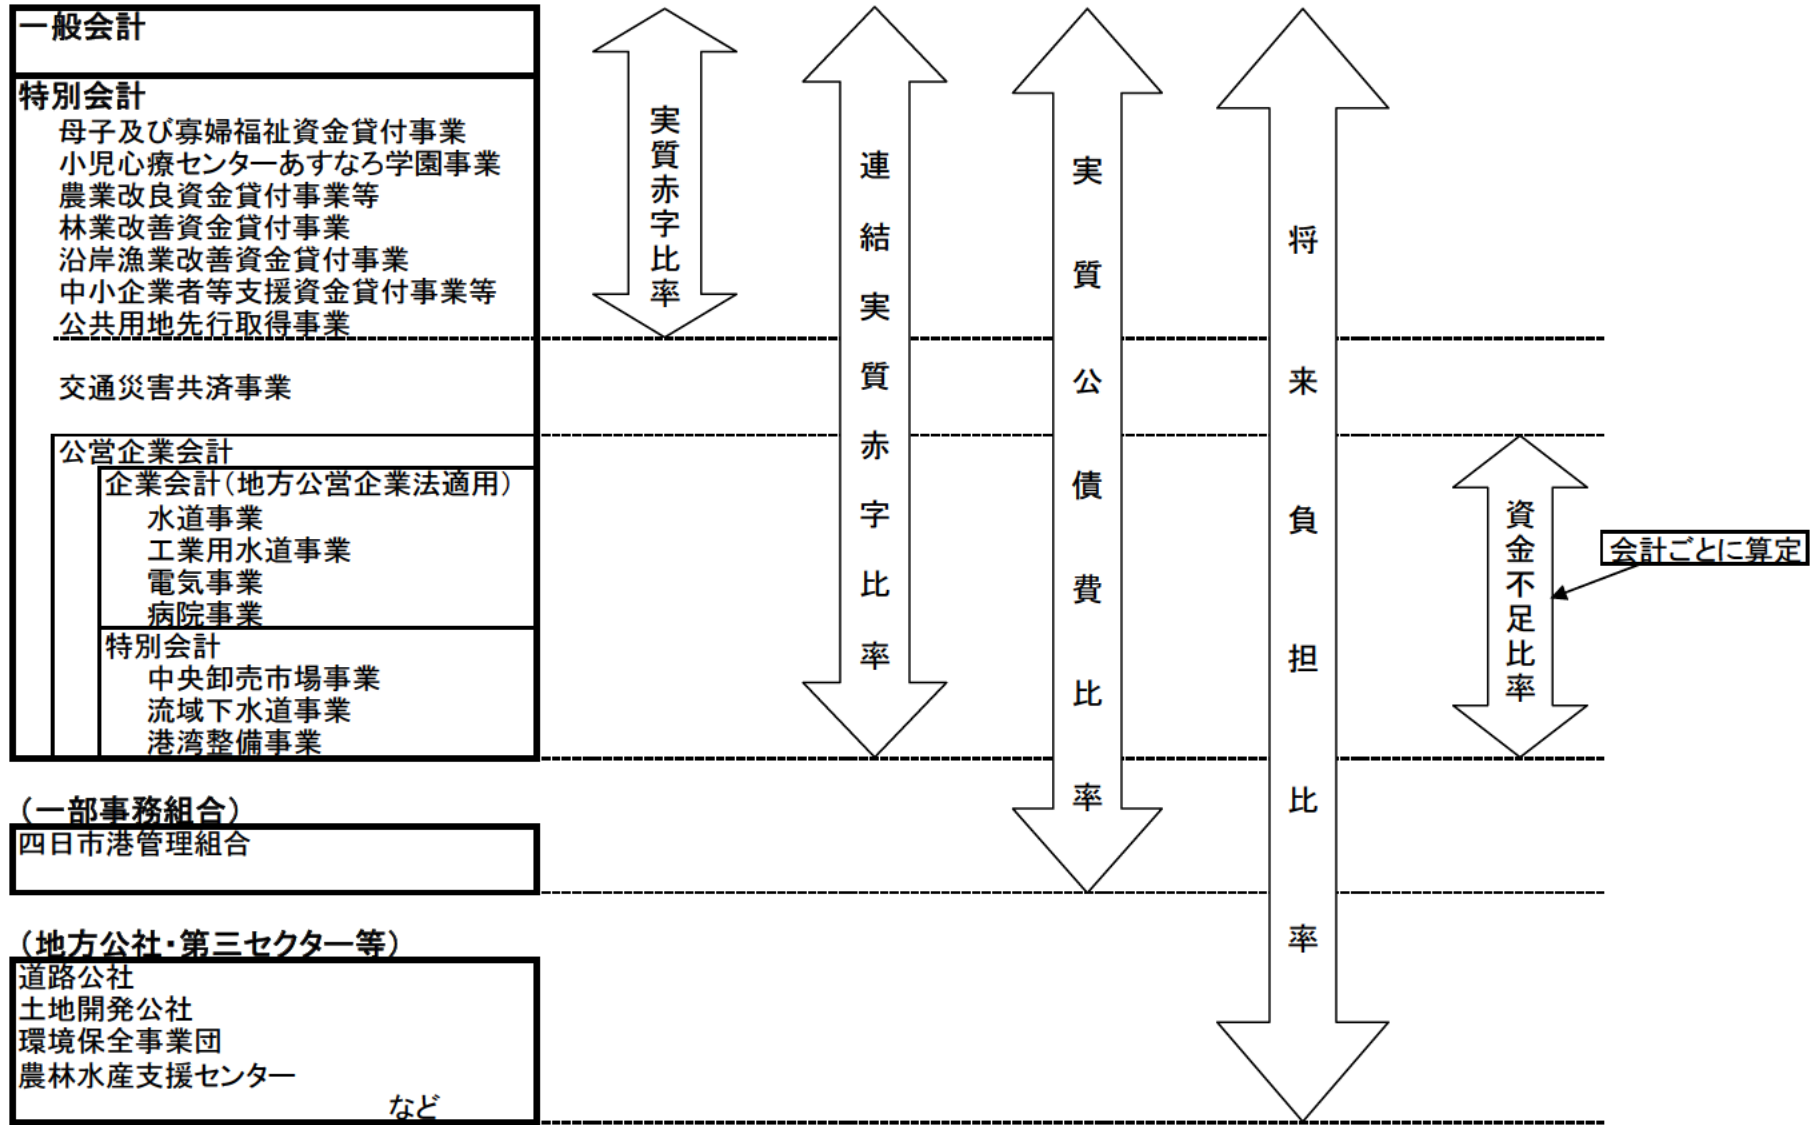 一般会計
特別会計
母子及び寡婦福祉資金貸付事業
小児心療センターあすなろ学園事業
農業改良資金貸付事業等
林業改善資金貸付事業
沿岸漁業改善資金貸付事業
中小企業者等支援資金貸付事業等
公共用地先行取得事業
交通災害共済事業
公営企業会計
企業会計（地方公営企業法適用）
水道事業
工業用水道事業
電気事業
病院事業
特別会計
中央卸売市場事業
流域下水道事業
港湾整備事業
（一部事務組合）
四日市港管理組合
（地方公社・第三セクター等）
道路公社
土地開発公社
環境保全事業団
農林水産支援センター
など
実質赤字比率
連結実質赤字比率
実質公債費比率
将来負担比率
資金不足比率
会計ごとに算定